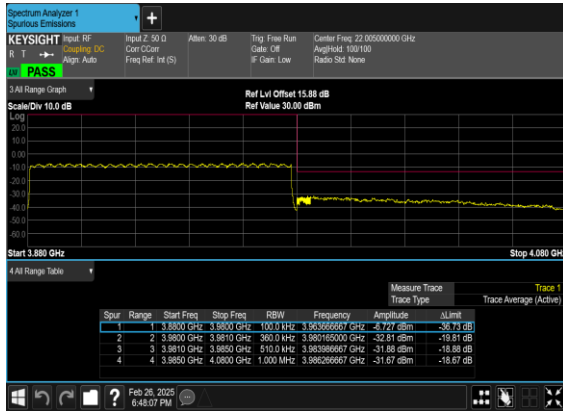 Spectrum Analyzer 1
Spurious Emissions
KEYSIGHT Input: RF Input Z: 50 Ω Atten: 30 dB Trig: Free Run Center Freq: 22.005000000 GHz
R T Coupling: DC Corr CCorr Gate: Off Avg|Hold: 100/100
Align: Auto Freq Ref: Int (S) IF Gain: Low Radio Std: None
LV PASS
3 All Range Graph
Ref Lvl Offset 15.88 dB
Scale/Div 10.0 dB Ref Value 30.00 dBm
Log
20.0
10.0
0.00
-10.0
-20.0
-30.0
-40.0
-50.0
-60.0
Start 3.880 GHz Stop 4.080 GHz
4 All Range Table
Measure Trace Trace 1
Trace Type Trace Average (Active)
Spur Range Start Freq Stop Freq RBW Frequency Amplitude ΔLimit
1 1 3.8800 GHz 3.9800 GHz 100.0 kHz 3.963666667 GHz -6.727 dBm -36.73 dB
2 2 3.9800 GHz 3.9810 GHz 360.0 kHz 3.980165000 GHz -32.81 dBm -19.81 dB
3 3 3.9810 GHz 3.9850 GHz 510.0 kHz 3.983986667 GHz -31.88 dBm -18.88 dB
4 4 3.9850 GHz 4.0800 GHz 1.000 MHz 3.986266667 GHz -31.67 dBm -18.67 dB
? Feb 26, 2025
6:48:07 PM